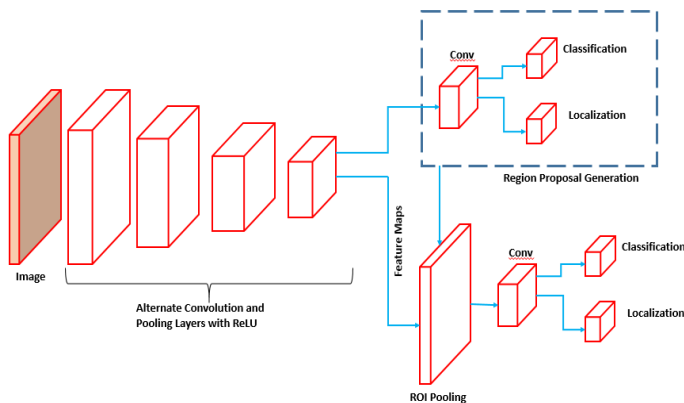 Conv
Classification
Localization
Region Proposal Generation
Image
Alternate Convolution and
Pooling Layers with ReLU
Feature Maps
Conv
Classification
Localization
ROI Pooling